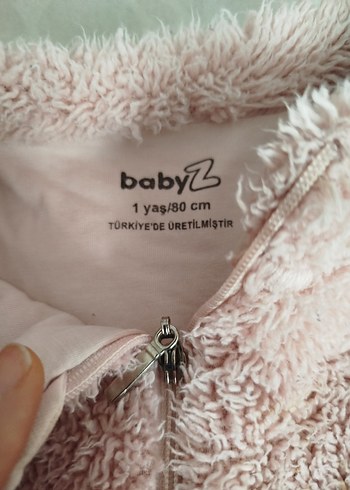 babyZ
1 yaş/80 cm
TÜRKİYE'DE ÜRETİLMİŞTİR